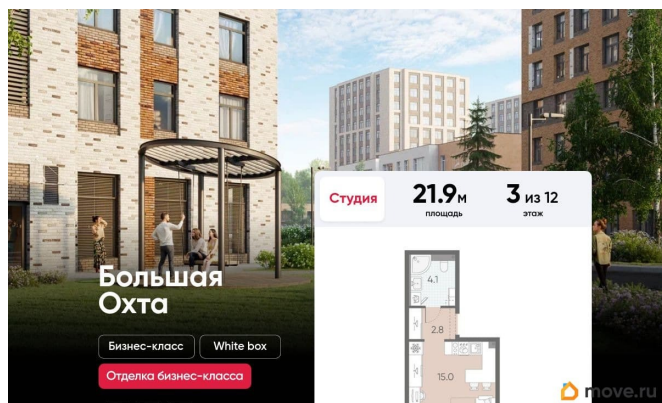 Студия
21.9 м
площадь
3 из 12
этаж
4.1
2.8
15.0
Большая
Охта
Бизнес-класс
White box
Отделка бизнес-класса
move.ru